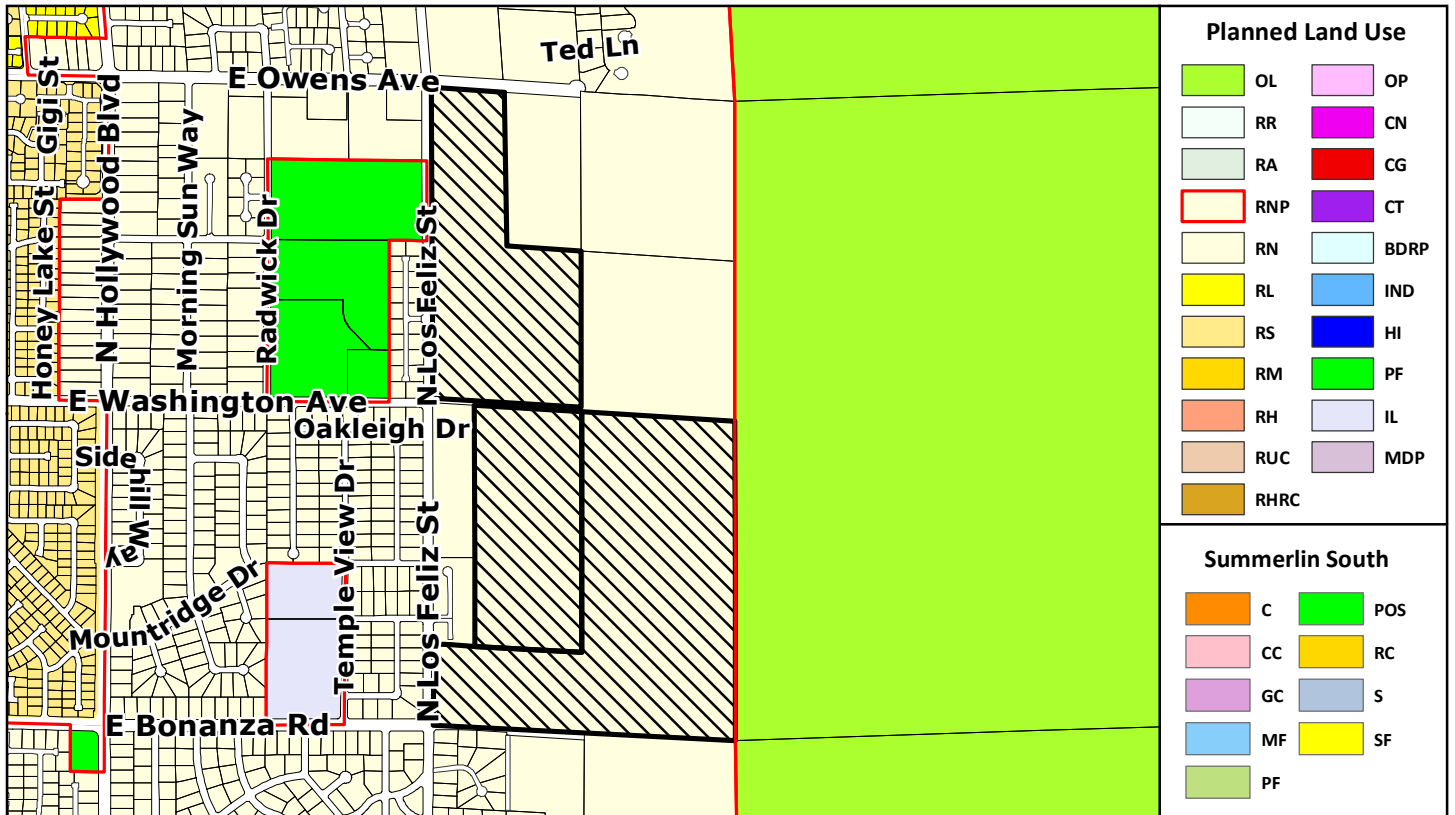 Ted Ln
E Owens Ave
Gigi St
N Hollywood Blvd
Morning Sun Way
Honey Lake St
Radwick Dr
N Los Feliz St
E Washington Ave
Oakleigh Dr
Side
hill W
ay
Temple View Dr
N Los Feliz St
Mountridge Dr
E Bonanza Rd
Planned Land Use
OL OP
RR CN
RA CG
RNP CT
RN BDRP
RL IND
RS HI
RM PF
RH IL
RUC MDP
RHRC
Summerlin South
C POS
CC RC
GC S
MF SF
PF